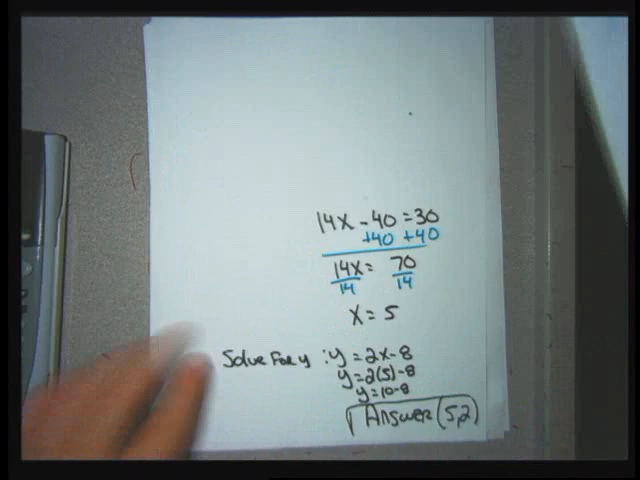 14x - 40 = 30
+40 +40
14x = 70
14 14
x = 5
Solve For y : y = 2x - 8
y = 2(5) - 8
y = 10 - 8
Answer (5,2)